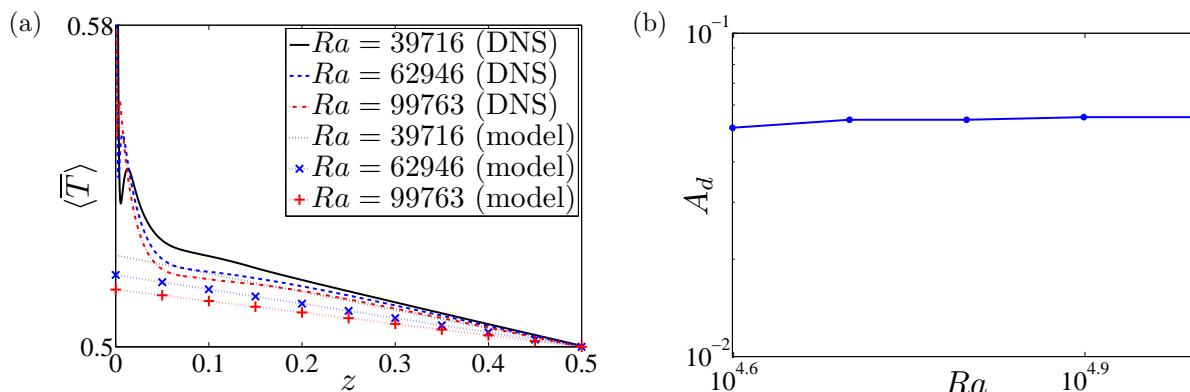 (a)
0.58
Ra = 39716 (DNS)
Ra = 62946 (DNS)
Ra = 99763 (DNS)
Ra = 39716 (model)
Ra = 62946 (model)
Ra = 99763 (model)
⟨T̅⟩
0.5
0 0.1 0.2 0.3 0.4 0.5
z
(b)
10⁻¹
A_d
10⁻²
10^4.6 10^4.9
Ra